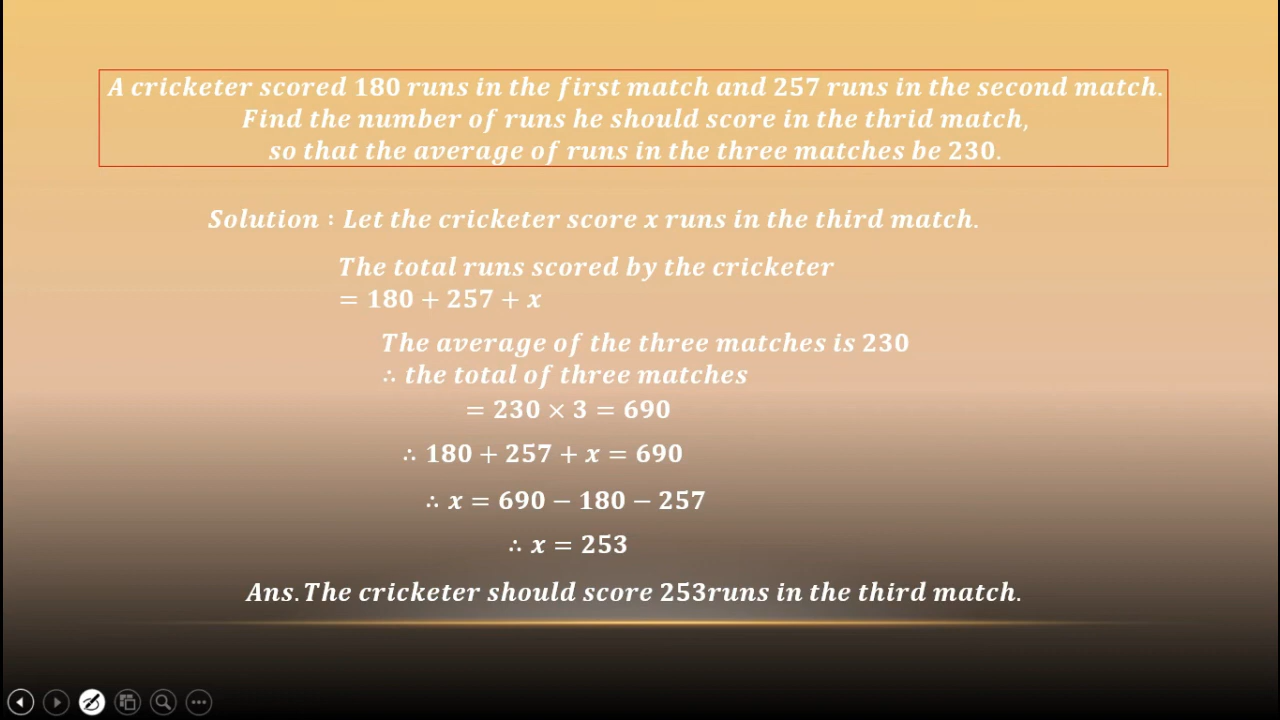 A cricketer scored 180 runs in the first match and 257 runs in the second match.
Find the number of runs he should score in the thrid match,
so that the average of runs in the three matches be 230.
Solution : Let the cricketer score x runs in the third match.
The total runs scored by the cricketer
= 180 + 257 + x
The average of the three matches is 230
∴ the total of three matches
= 230 × 3 = 690
∴ 180 + 257 + x = 690
∴ x = 690 − 180 − 257
∴ x = 253
Ans. The cricketer should score 253runs in the third match.